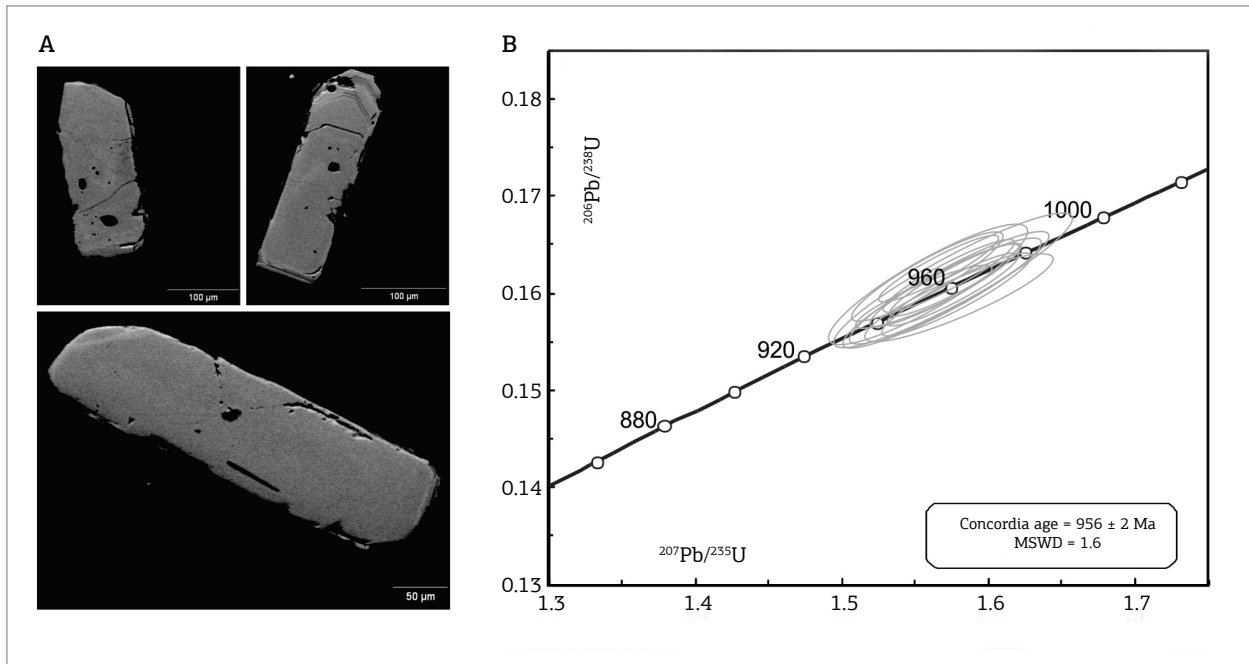 A
100 µm
100 µm
50 µm
B
0.18
0.17
0.16
0.15
0.14
0.13
²⁰⁶Pb/²³⁸U
1000
960
920
880
Concordia age = 956 ± 2 Ma
MSWD = 1.6
²⁰⁷Pb/²³⁵U
1.3
1.4
1.5
1.6
1.7